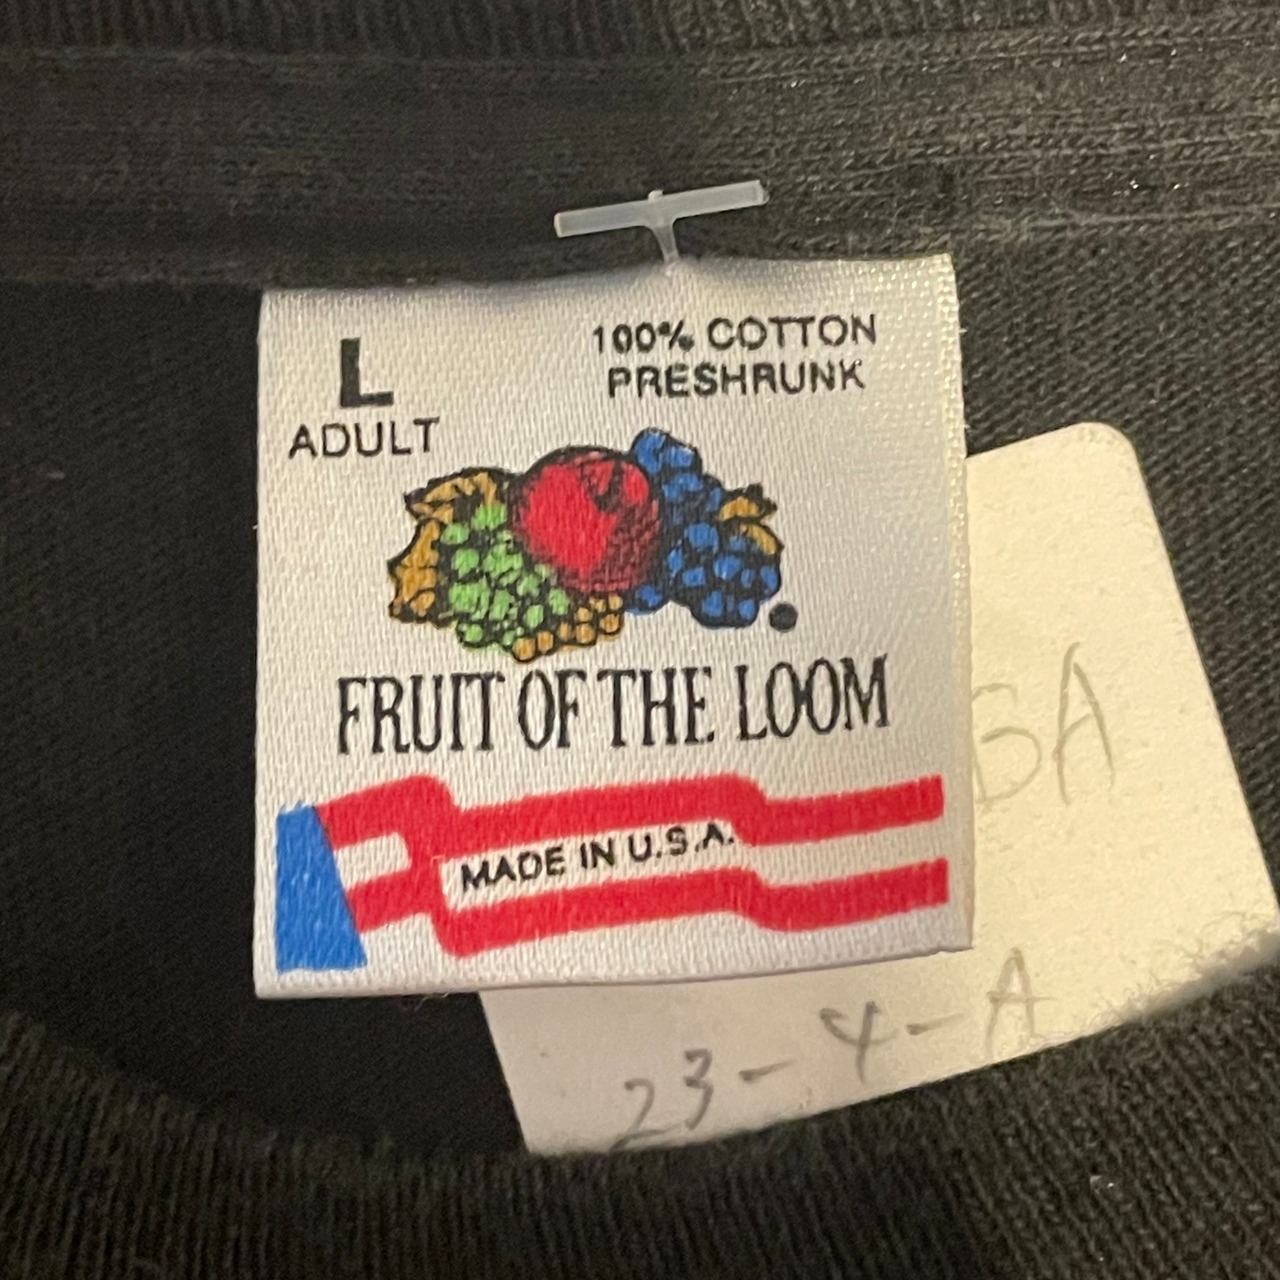 L
ADULT
100% COTTON
PRESHRUNK
FRUIT OF THE LOOM
MADE IN U.S.A.
23-4-A